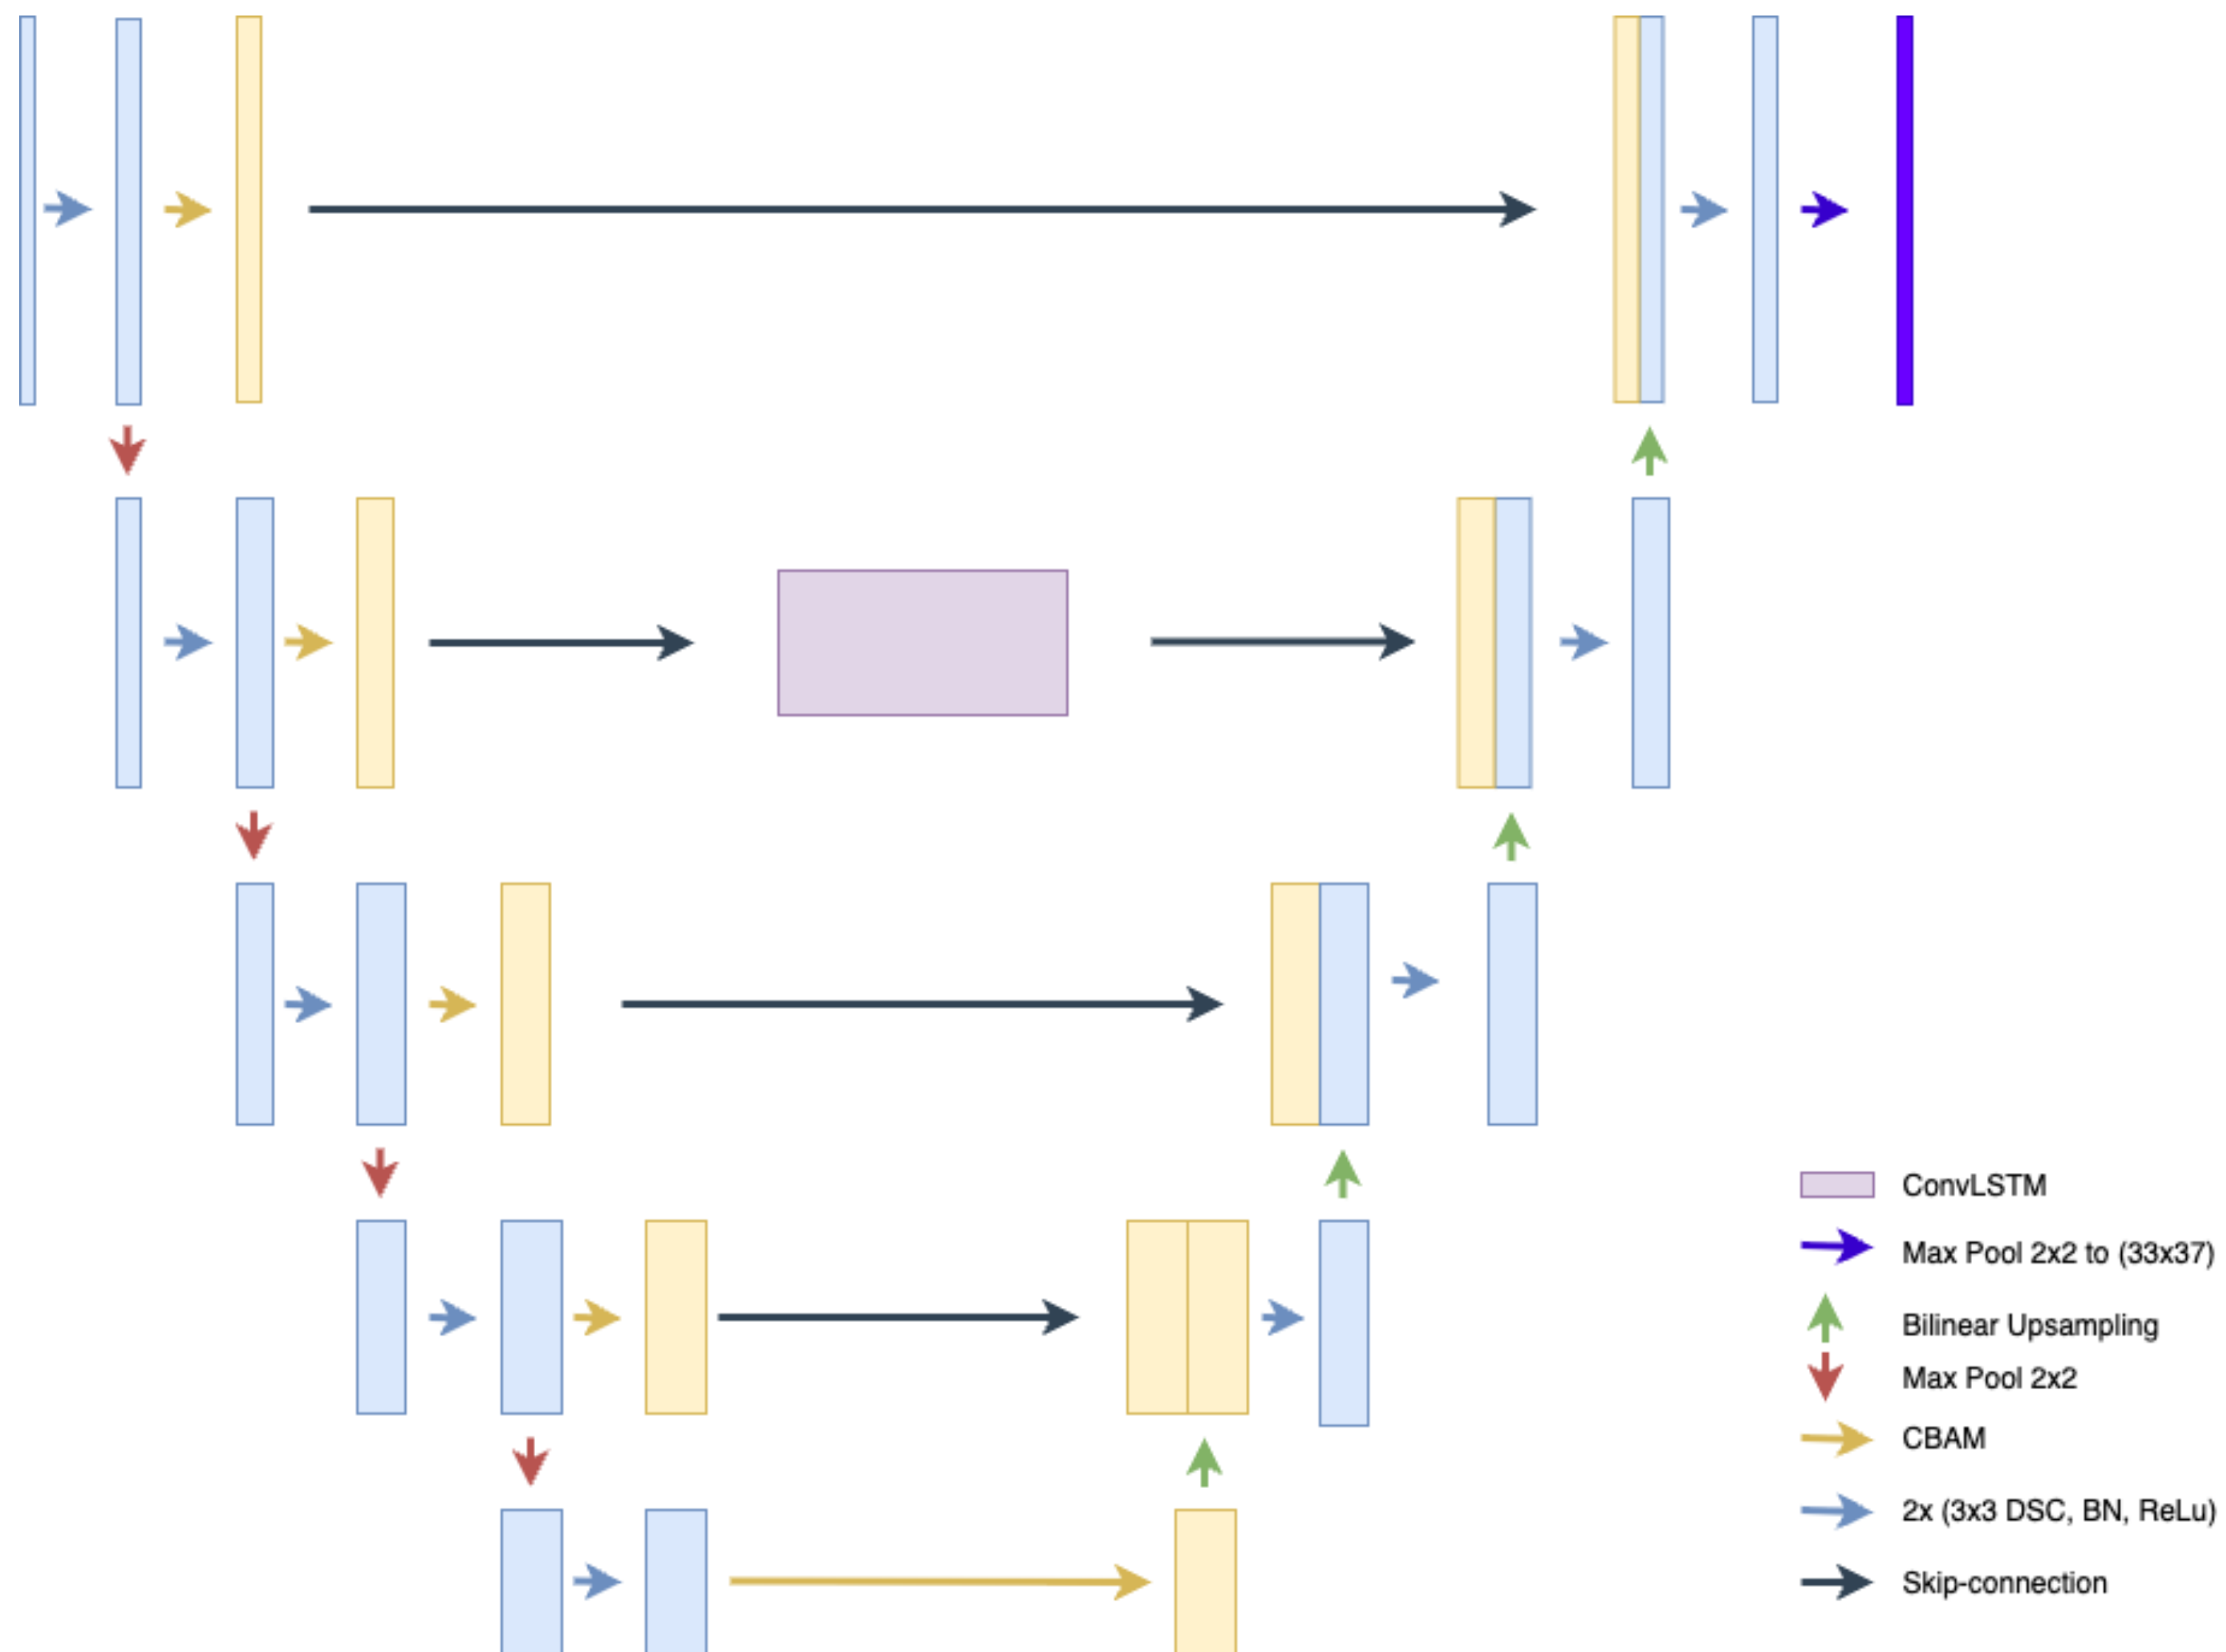 ConvLSTM
Max Pool 2x2 to (33x37)
Bilinear Upsampling
Max Pool 2x2
CBAM
2x (3x3 DSC, BN, ReLu)
Skip-connection